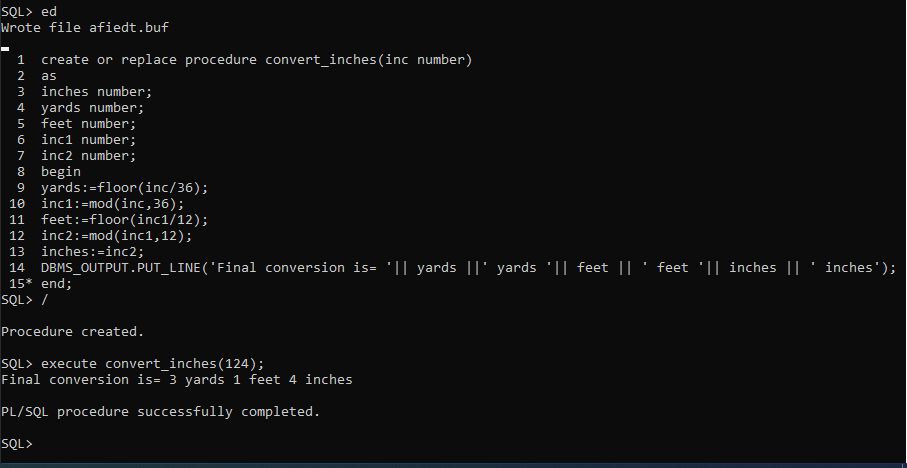 SQL> ed
Wrote file afiedt.buf
1 create or replace procedure convert_inches(inc number)
2 as
3 inches number;
4 yards number;
5 feet number;
6 inc1 number;
7 inc2 number;
8 begin
9 yards:=floor(inc/36);
10 inc1:=mod(inc,36);
11 feet:=floor(inc1/12);
12 inc2:=mod(inc1,12);
13 inches:=inc2;
14 DBMS_OUTPUT.PUT_LINE('Final conversion is= '|| yards ||' yards '|| feet || ' feet '|| inches || ' inches');
15* end;
SQL> /
Procedure created.
SQL> execute convert_inches(124);
Final conversion is= 3 yards 1 feet 4 inches
PL/SQL procedure successfully completed.
SQL>